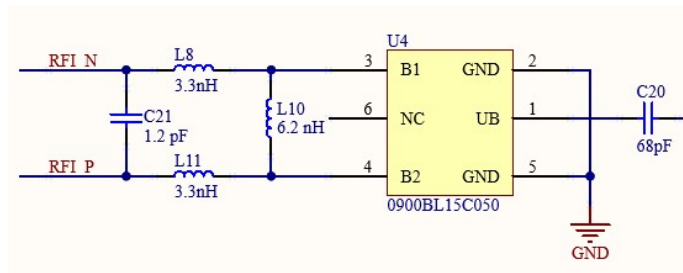 U4
RFI N
L8
3.3nH
3
B1
GND
2
C20
C21
1.2 pF
L10
6.2 nH
6
NC
UB
1
68pF
RFI P
L11
3.3nH
4
B2
GND
5
0900BL15C050
GND